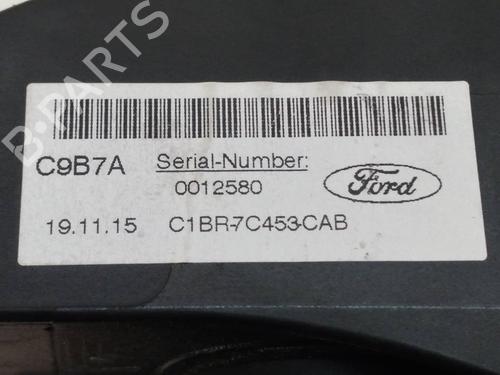 B-PARTS
C9B7A Serial-Number:
0012580
Ford
19.11.15 C1BR-7C453-CAB